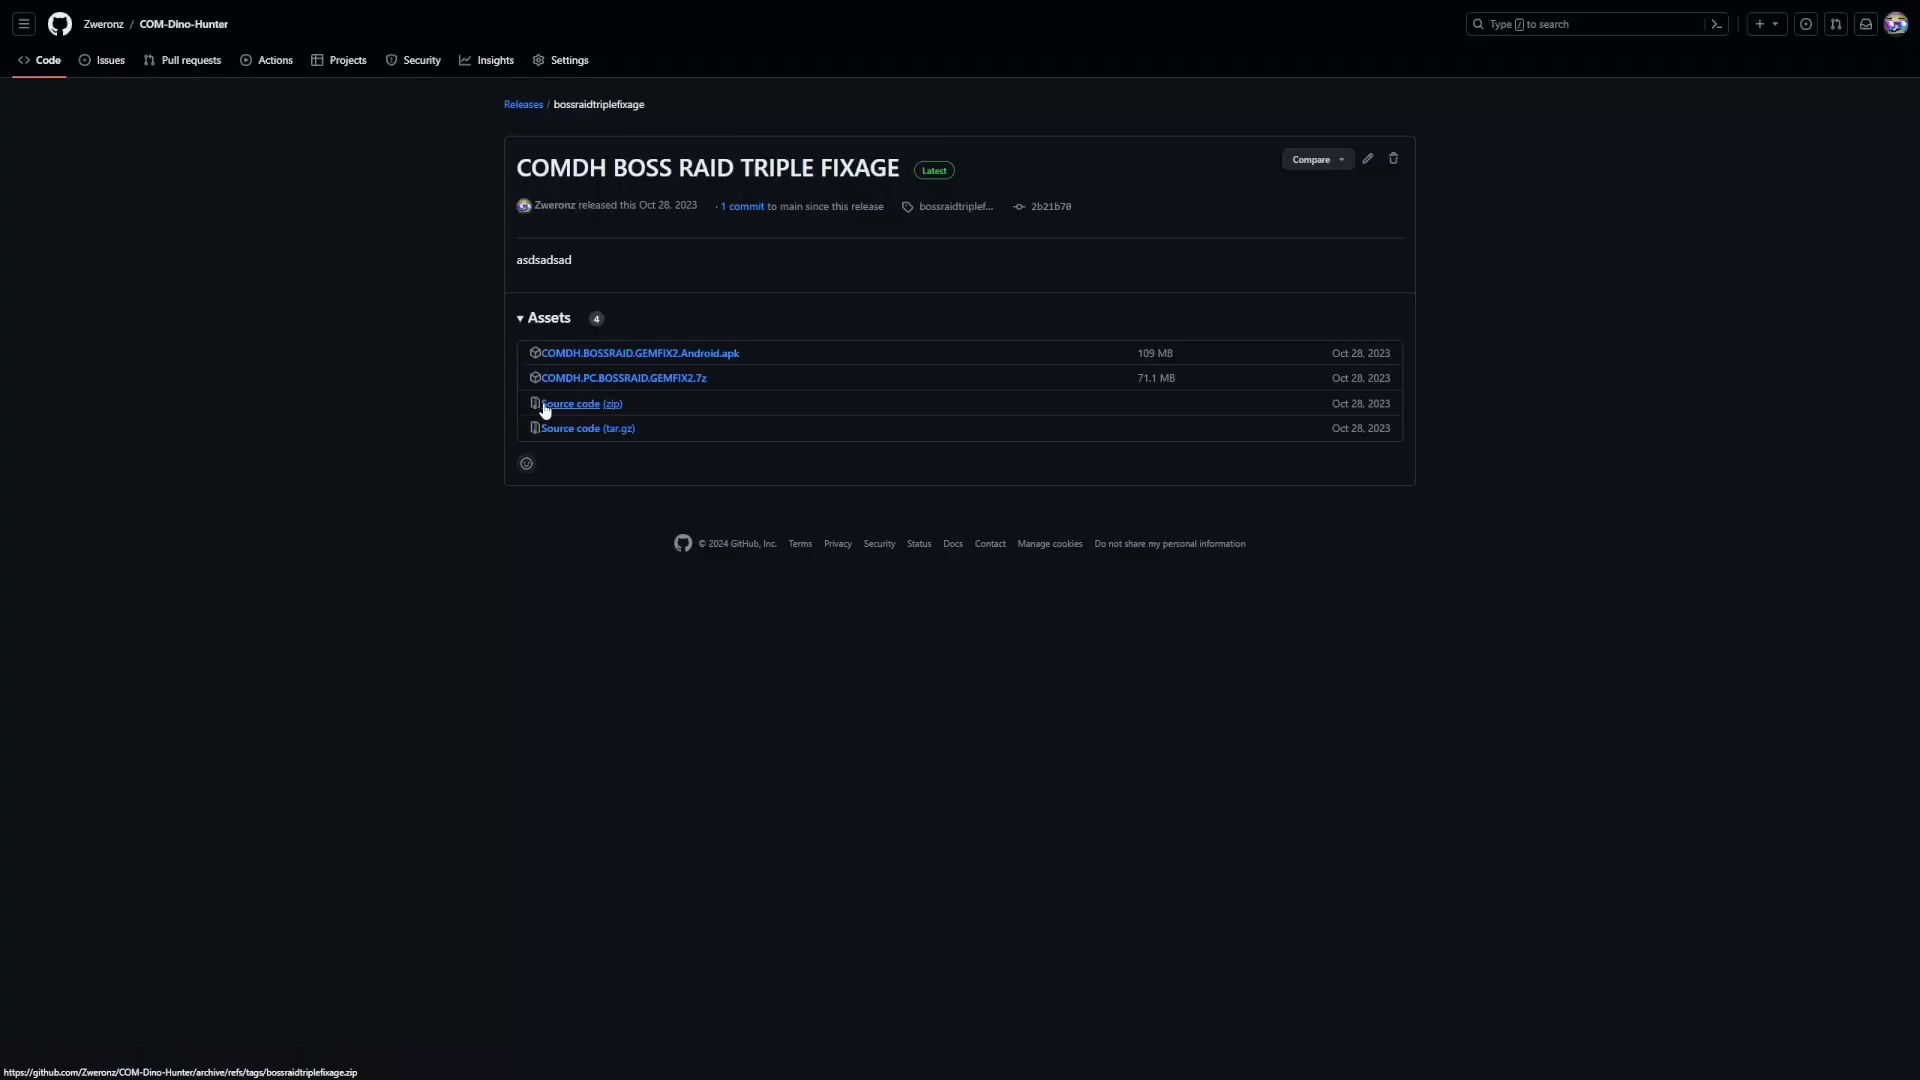 Zweronz / COM-Dino-Hunter
Type / to search
Code Issues Pull requests Actions Projects Security Insights Settings
Releases / bossraidtriplefixage
COMDH BOSS RAID TRIPLE FIXAGE Latest
Compare
Zweronz released this Oct 28, 2023 · 1 commit to main since this release bossraidtriplef... 2b21b70
asdsadsad
Assets 4
COMDH.BOSSRAID.GEMFIX2.Android.apk 109 MB Oct 28, 2023
COMDH.PC.BOSSRAID.GEMFIX2.7z 71.1 MB Oct 28, 2023
Source code (zip) Oct 28, 2023
Source code (tar.gz) Oct 28, 2023
© 2024 GitHub, Inc. Terms Privacy Security Status Docs Contact Manage cookies Do not share my personal information
https://github.com/Zweronz/COM-Dino-Hunter/archive/refs/tags/bossraidtriplefixage.zip